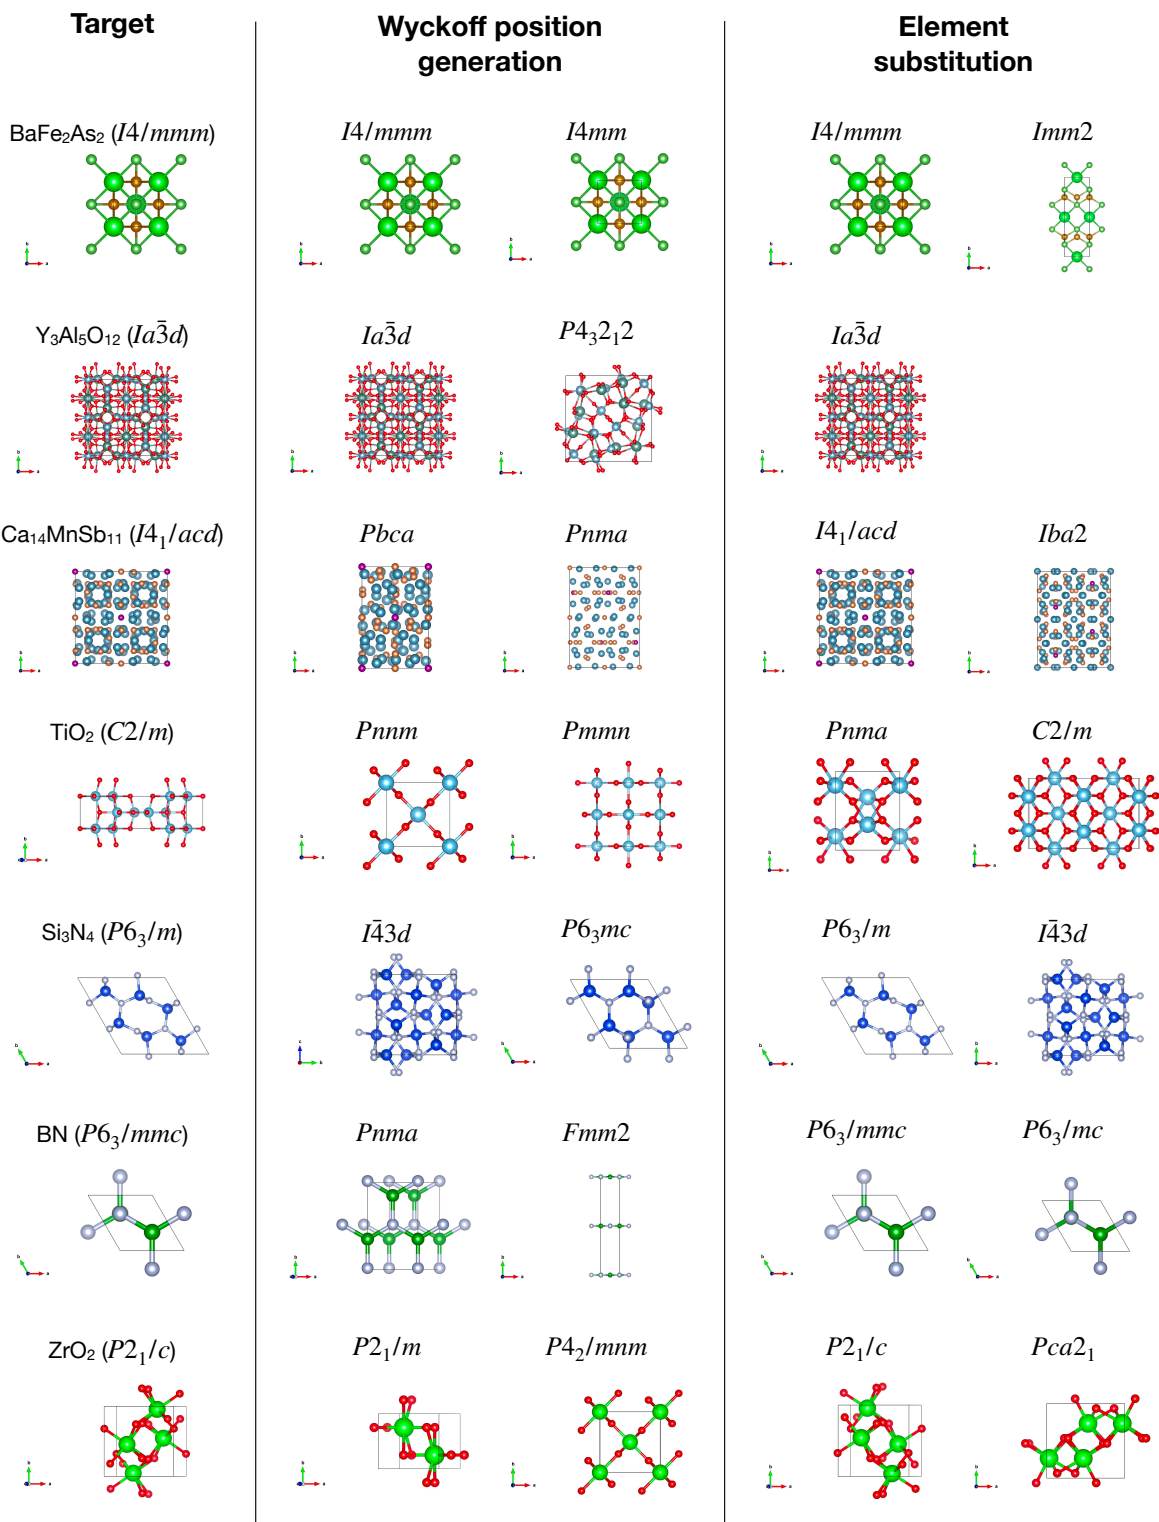 Target
Wyckoff position
generation
Element
substitution
BaFe₂As₂ (I4/mmm)
I4/mmm
I4mm
I4/mmm
Imm2
Y₃Al₅O₁₂ (Ia3̄d)
Ia3̄d
P4₃2₁2
Ia3̄d
Ca₁₄MnSb₁₁ (I4₁/acd)
Pbca
Pnma
I4₁/acd
Iba2
TiO₂ (C2/m)
Pnnm
Pmmn
Pnma
C2/m
Si₃N₄ (P6₃/m)
I4̄3d
P6₃mc
P6₃/m
I4̄3d
BN (P6₃/mmc)
Pnma
Fmm2
P6₃/mmc
P6₃/mc
ZrO₂ (P2₁/c)
P2₁/m
P4₂/mnm
P2₁/c
Pca2₁